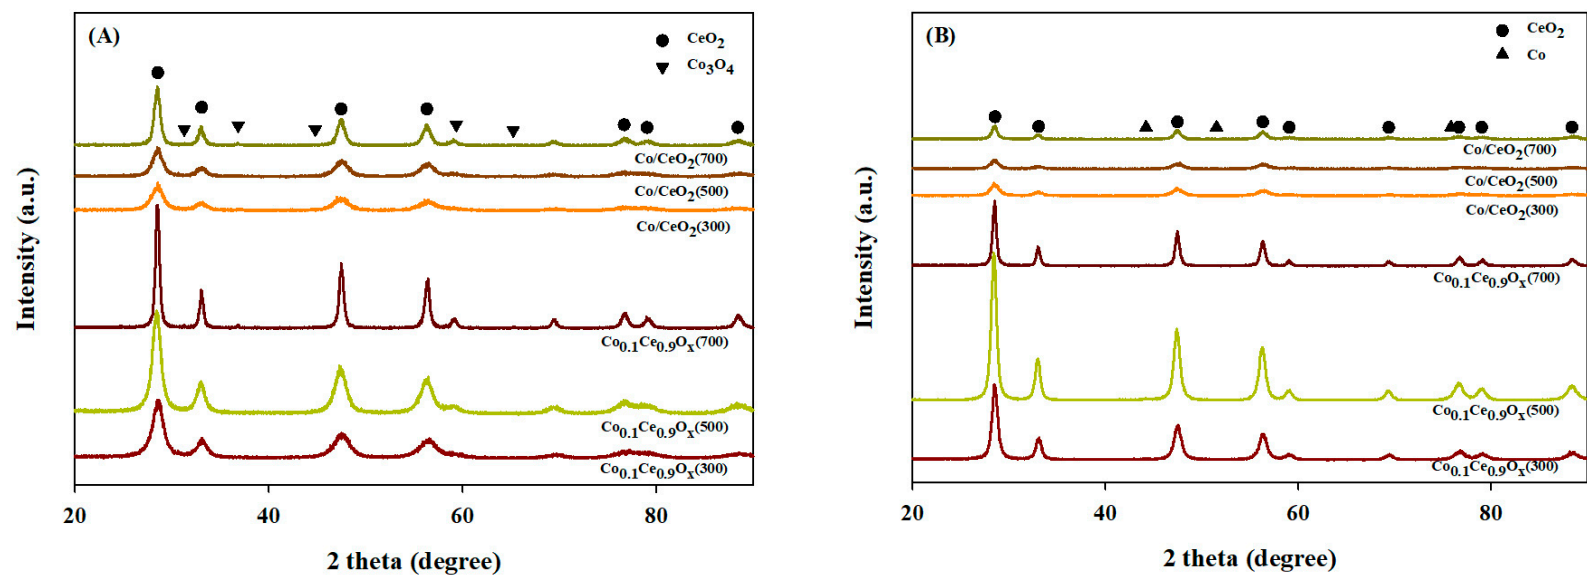 (A)
CeO2
Co3O4
Co/CeO2(700)
Co/CeO2(500)
Co/CeO2(300)
Co0.1Ce0.9Ox(700)
Co0.1Ce0.9Ox(500)
Co0.1Ce0.9Ox(300)
Intensity (a.u.)
20 40 60 80
2 theta (degree)
(B)
CeO2
Co
Co/CeO2(700)
Co/CeO2(500)
Co/CeO2(300)
Co0.1Ce0.9Ox(700)
Co0.1Ce0.9Ox(500)
Co0.1Ce0.9Ox(300)
Intensity (a.u.)
20 40 60 80
2 theta (degree)